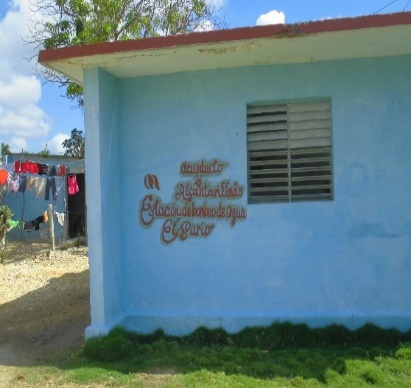 Acueducto
y
Alcantarillado
Estación de bombeo de Agua
El Purio